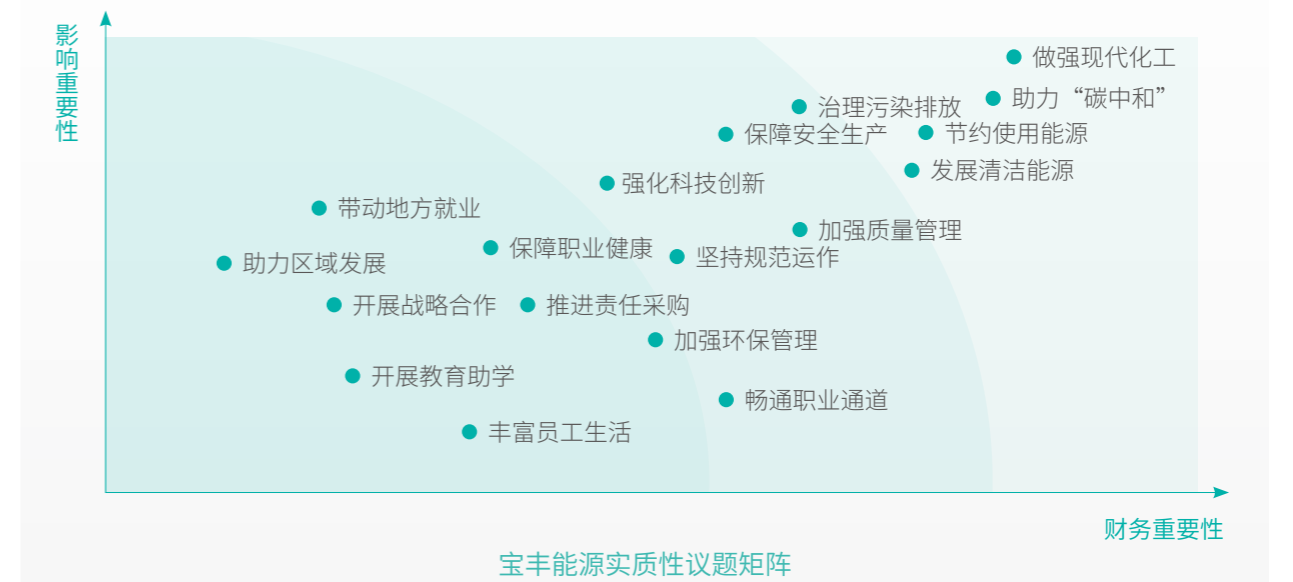 影响重要性
做强现代化工
助力“碳中和”
治理污染排放
保障安全生产
节约使用能源
发展清洁能源
强化科技创新
带动地方就业
加强质量管理
保障职业健康
坚持规范运作
助力区域发展
开展战略合作
推进责任采购
加强环保管理
开展教育助学
畅通职业通道
丰富员工生活
财务重要性
宝丰能源实质性议题矩阵